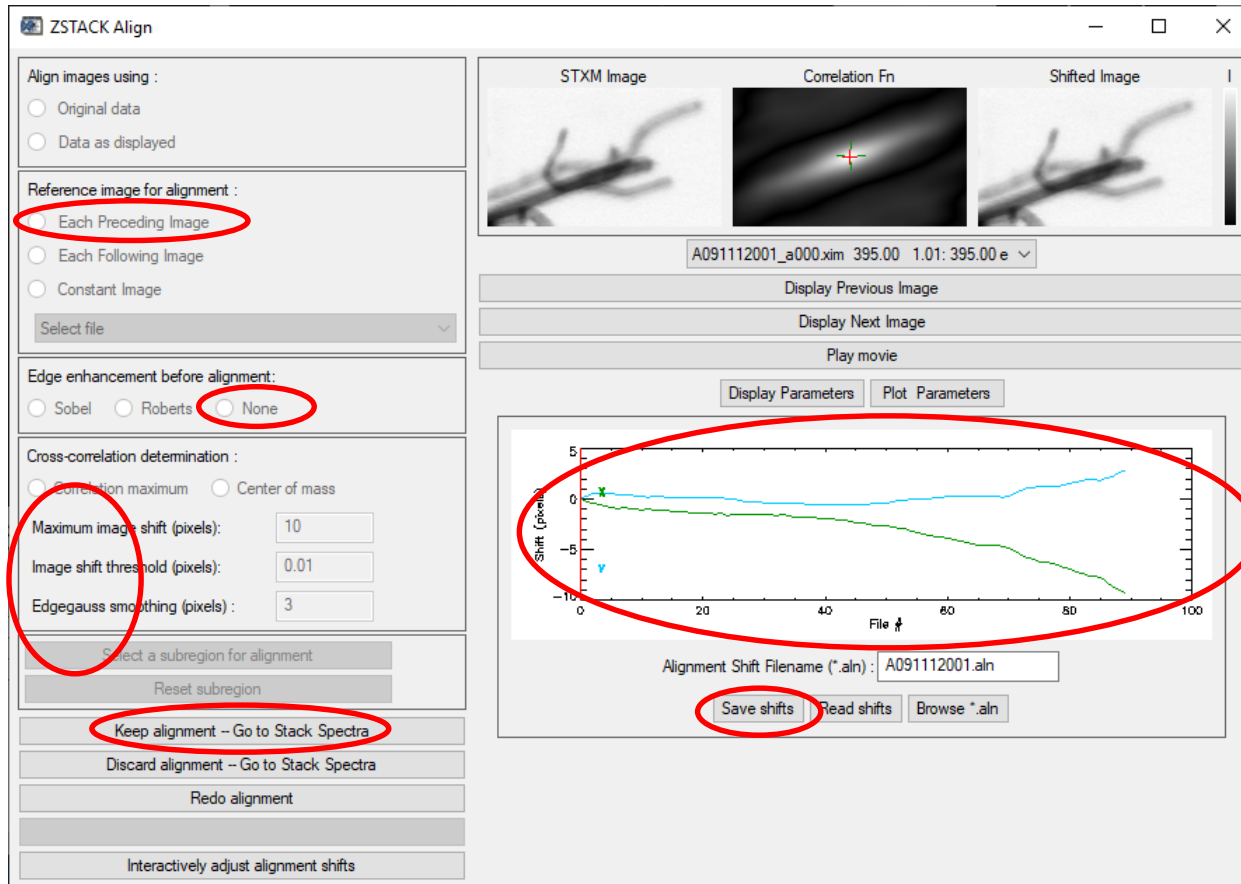 ZSTACK Align
Align images using :
Original data
Data as displayed
Reference image for alignment :
Each Preceding Image
Each Following Image
Constant Image
Select file
Edge enhancement before alignment:
Sobel Roberts None
Cross-correlation determination :
Correlation maximum Center of mass
Maximum image shift (pixels): 10
Image shift threshold (pixels): 0.01
Edgegauss smoothing (pixels) : 3
Select a subregion for alignment
Reset subregion
Keep alignment -- Go to Stack Spectra
Discard alignment -- Go to Stack Spectra
Redo alignment
Interactively adjust alignment shifts
STXM Image Correlation Fn Shifted Image I
A091112001_a000.xim 395.00 1.01: 395.00 e
Display Previous Image
Display Next Image
Play movie
Display Parameters Plot Parameters
Shift (pixels)
5
0
-5
-10
X
Y
0 20 40 60 80 100
File #
Alignment Shift Filename (*.aln) : A091112001.aln
Save shifts Read shifts Browse *.aln